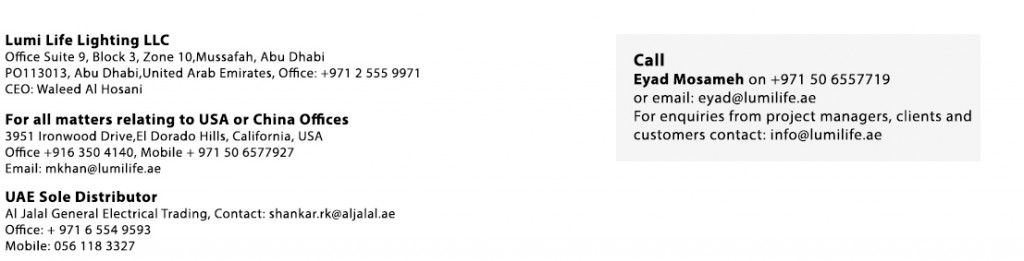 Lumi Life Lighting LLC
Office Suite 9, Block 3, Zone 10,Mussafah, Abu Dhabi
PO113013, Abu Dhabi,United Arab Emirates, Office: +971 2 555 9971
CEO: Waleed Al Hosani
For all matters relating to USA or China Offices
3951 Ironwood Drive,El Dorado Hills, California, USA
Office +916 350 4140, Mobile + 971 50 6577927
Email: mkhan@lumilife.ae
UAE Sole Distributor
Al Jalal General Electrical Trading, Contact: shankar.rk@aljalal.ae
Office: + 971 6 554 9593
Mobile: 056 118 3327
Call
Eyad Mosameh on +971 50 6557719
or email: eyad@lumilife.ae
For enquiries from project managers, clients and
customers contact: info@lumilife.ae